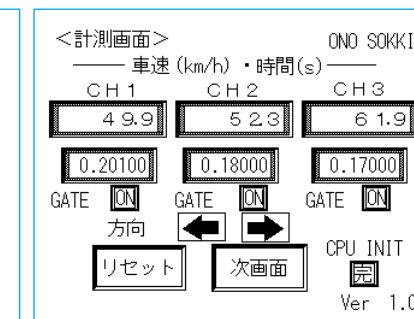 <計測画面> ONO SOKKI
車速(km/h)・時間(s)
CH1 CH2 CH3
49.9 52.3 61.9
0.20100 0.18000 0.17000
GATE ON GATE ON GATE ON
方向
リセット 次画面 CPU INIT
完
Ver 1.0